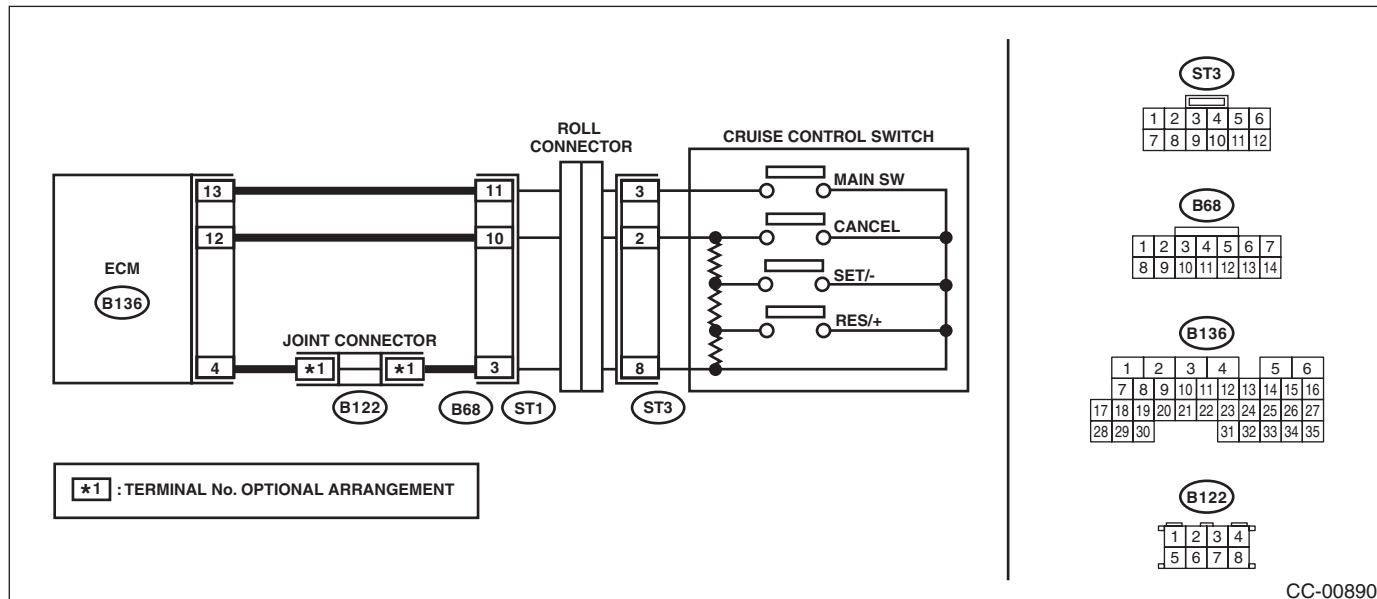 ROLL
CONNECTOR
CRUISE CONTROL SWITCH
13 11 3 MAIN SW
12 10 2 CANCEL
ECM
B136
SET/-
RES/+
JOINT CONNECTOR
4 *1 *1 3 8
B122 B68 ST1 ST3
*1 : TERMINAL No. OPTIONAL ARRANGEMENT
ST3
1 2 3 4 5 6
7 8 9 10 11 12
B68
1 2 3 4 5 6 7
8 9 10 11 12 13 14
B136
1 2 3 4 5 6
7 8 9 10 11 12 13 14 15 16
17 18 19 20 21 22 23 24 25 26 27
28 29 30 31 32 33 34 35
B122
1 2 3 4
5 6 7 8
CC-00890